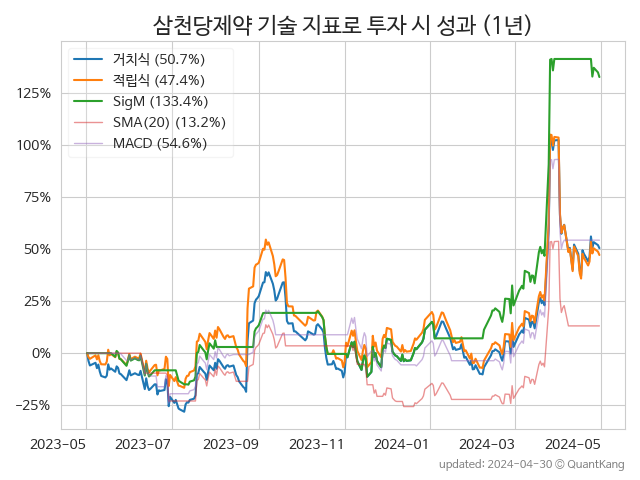 삼천당제약 기술 지표로 투자 시 성과 (1년)
거치식 (50.7%)
적립식 (47.4%)
SigM (133.4%)
SMA(20) (13.2%)
MACD (54.6%)
125%
100%
75%
50%
25%
0%
−25%
2023-05 2023-07 2023-09 2023-11 2024-01 2024-03 2024-05
updated: 2024-04-30 © QuantKang